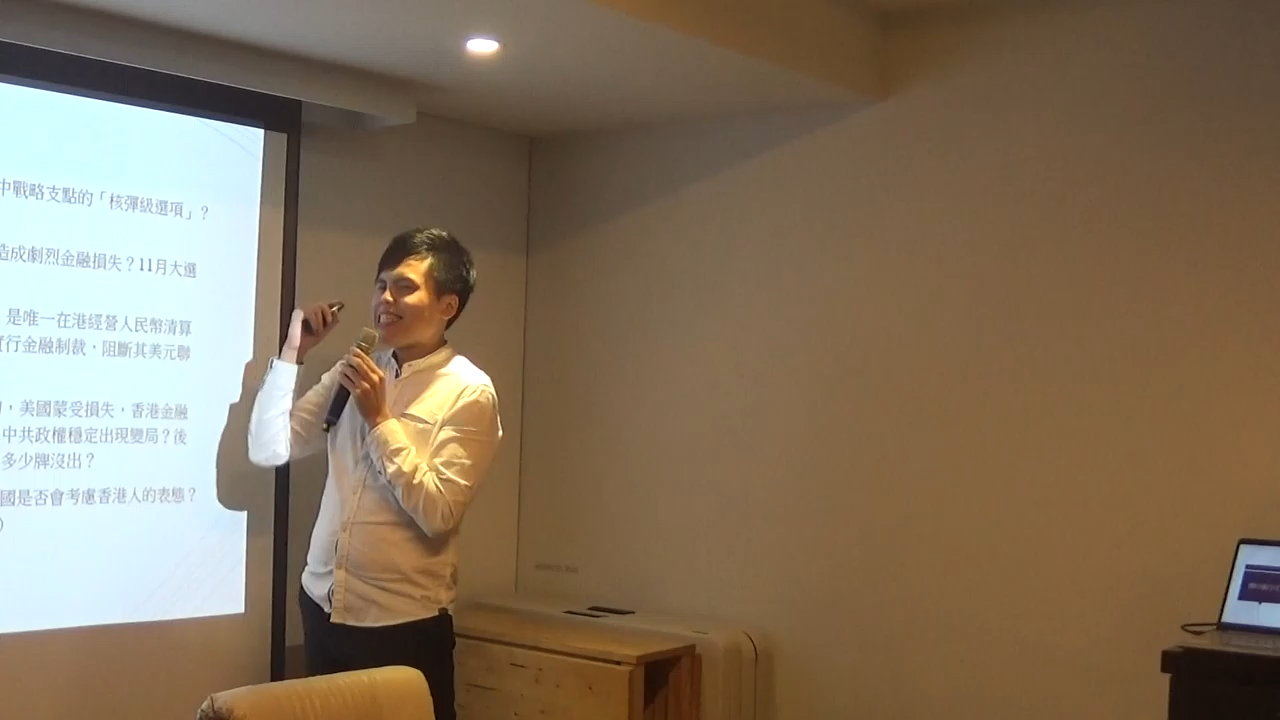 中戰略支點的「核彈級選項」？
造成劇烈金融損失？11月大選
是唯一在港經營人民幣清算
實行金融制裁，阻斷其美元聯
，美國蒙受損失，香港金融
中共政權穩定出現變局？後
多少牌沒出？
國是否會考慮香港人的表態？
）